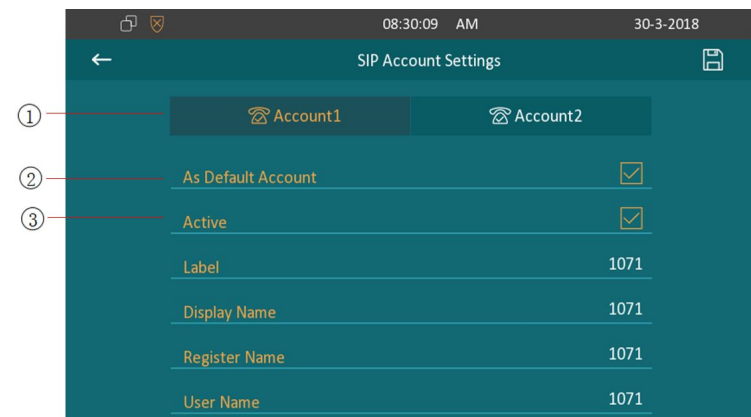 08:30:09 AM 30-3-2018
SIP Account Settings
① Account1 Account2
② As Default Account
③ Active
Label 1071
Display Name 1071
Register Name 1071
User Name 1071